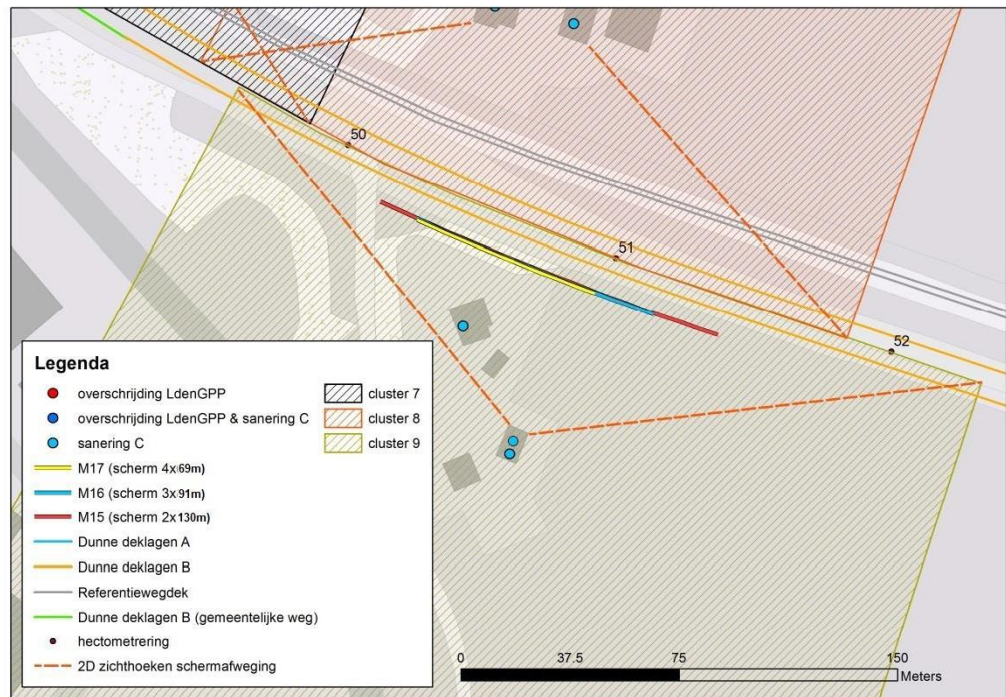 50
51
52
Legenda
overschrijding LdenGPP
overschrijding LdenGPP & sanering C
sanering C
M17 (scherm 4x69m)
M16 (scherm 3x91m)
M15 (scherm 2x130m)
Dunne deklagen A
Dunne deklagen B
Referentiewegdek
Dunne deklagen B (gemeentelijke weg)
hectometrering
2D zichthoeken schermafweging
cluster 7
cluster 8
cluster 9
0 37.5 75 150
Meters